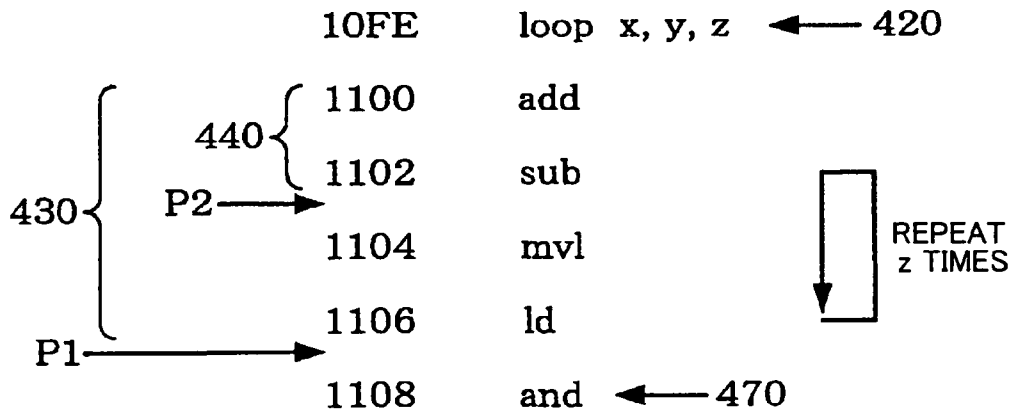 10FE loop x, y, z 420
1100 add
440
1102 sub
P2
430
1104 mvl
REPEAT
z TIMES
1106 ld
P1
1108 and 470